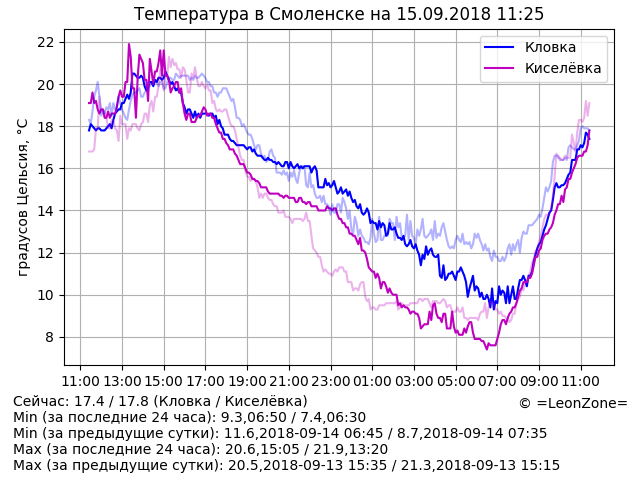 Температура в Смоленске на 15.09.2018 11:25
градусов Цельсия, °C
22
20
18
16
14
12
10
8
Кловка
Киселёвка
11:00 13:00 15:00 17:00 19:00 21:00 23:00 01:00 03:00 05:00 07:00 09:00 11:00
Сейчас: 17.4 / 17.8 (Кловка / Киселёвка)
© =LeonZone=
Min (за последние 24 часа): 9.3,06:50 / 7.4,06:30
Min (за предыдущие сутки): 11.6,2018-09-14 06:45 / 8.7,2018-09-14 07:35
Max (за последние 24 часа): 20.6,15:05 / 21.9,13:20
Max (за предыдущие сутки): 20.5,2018-09-13 15:35 / 21.3,2018-09-13 15:15